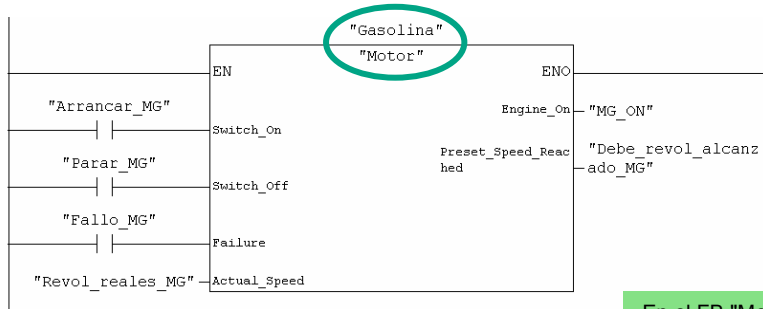 "Gasolina"
"Motor"
EN
ENO
"Arrancar_MG"
Switch_On
Engine_On
"MG_ON"
"Parar_MG"
Switch_Off
Preset_Speed_Reac
hed
"Debe_revol_alcanz
ado_MG"
"Fallo_MG"
Failure
"Revol_reales_MG"
Actual_Speed